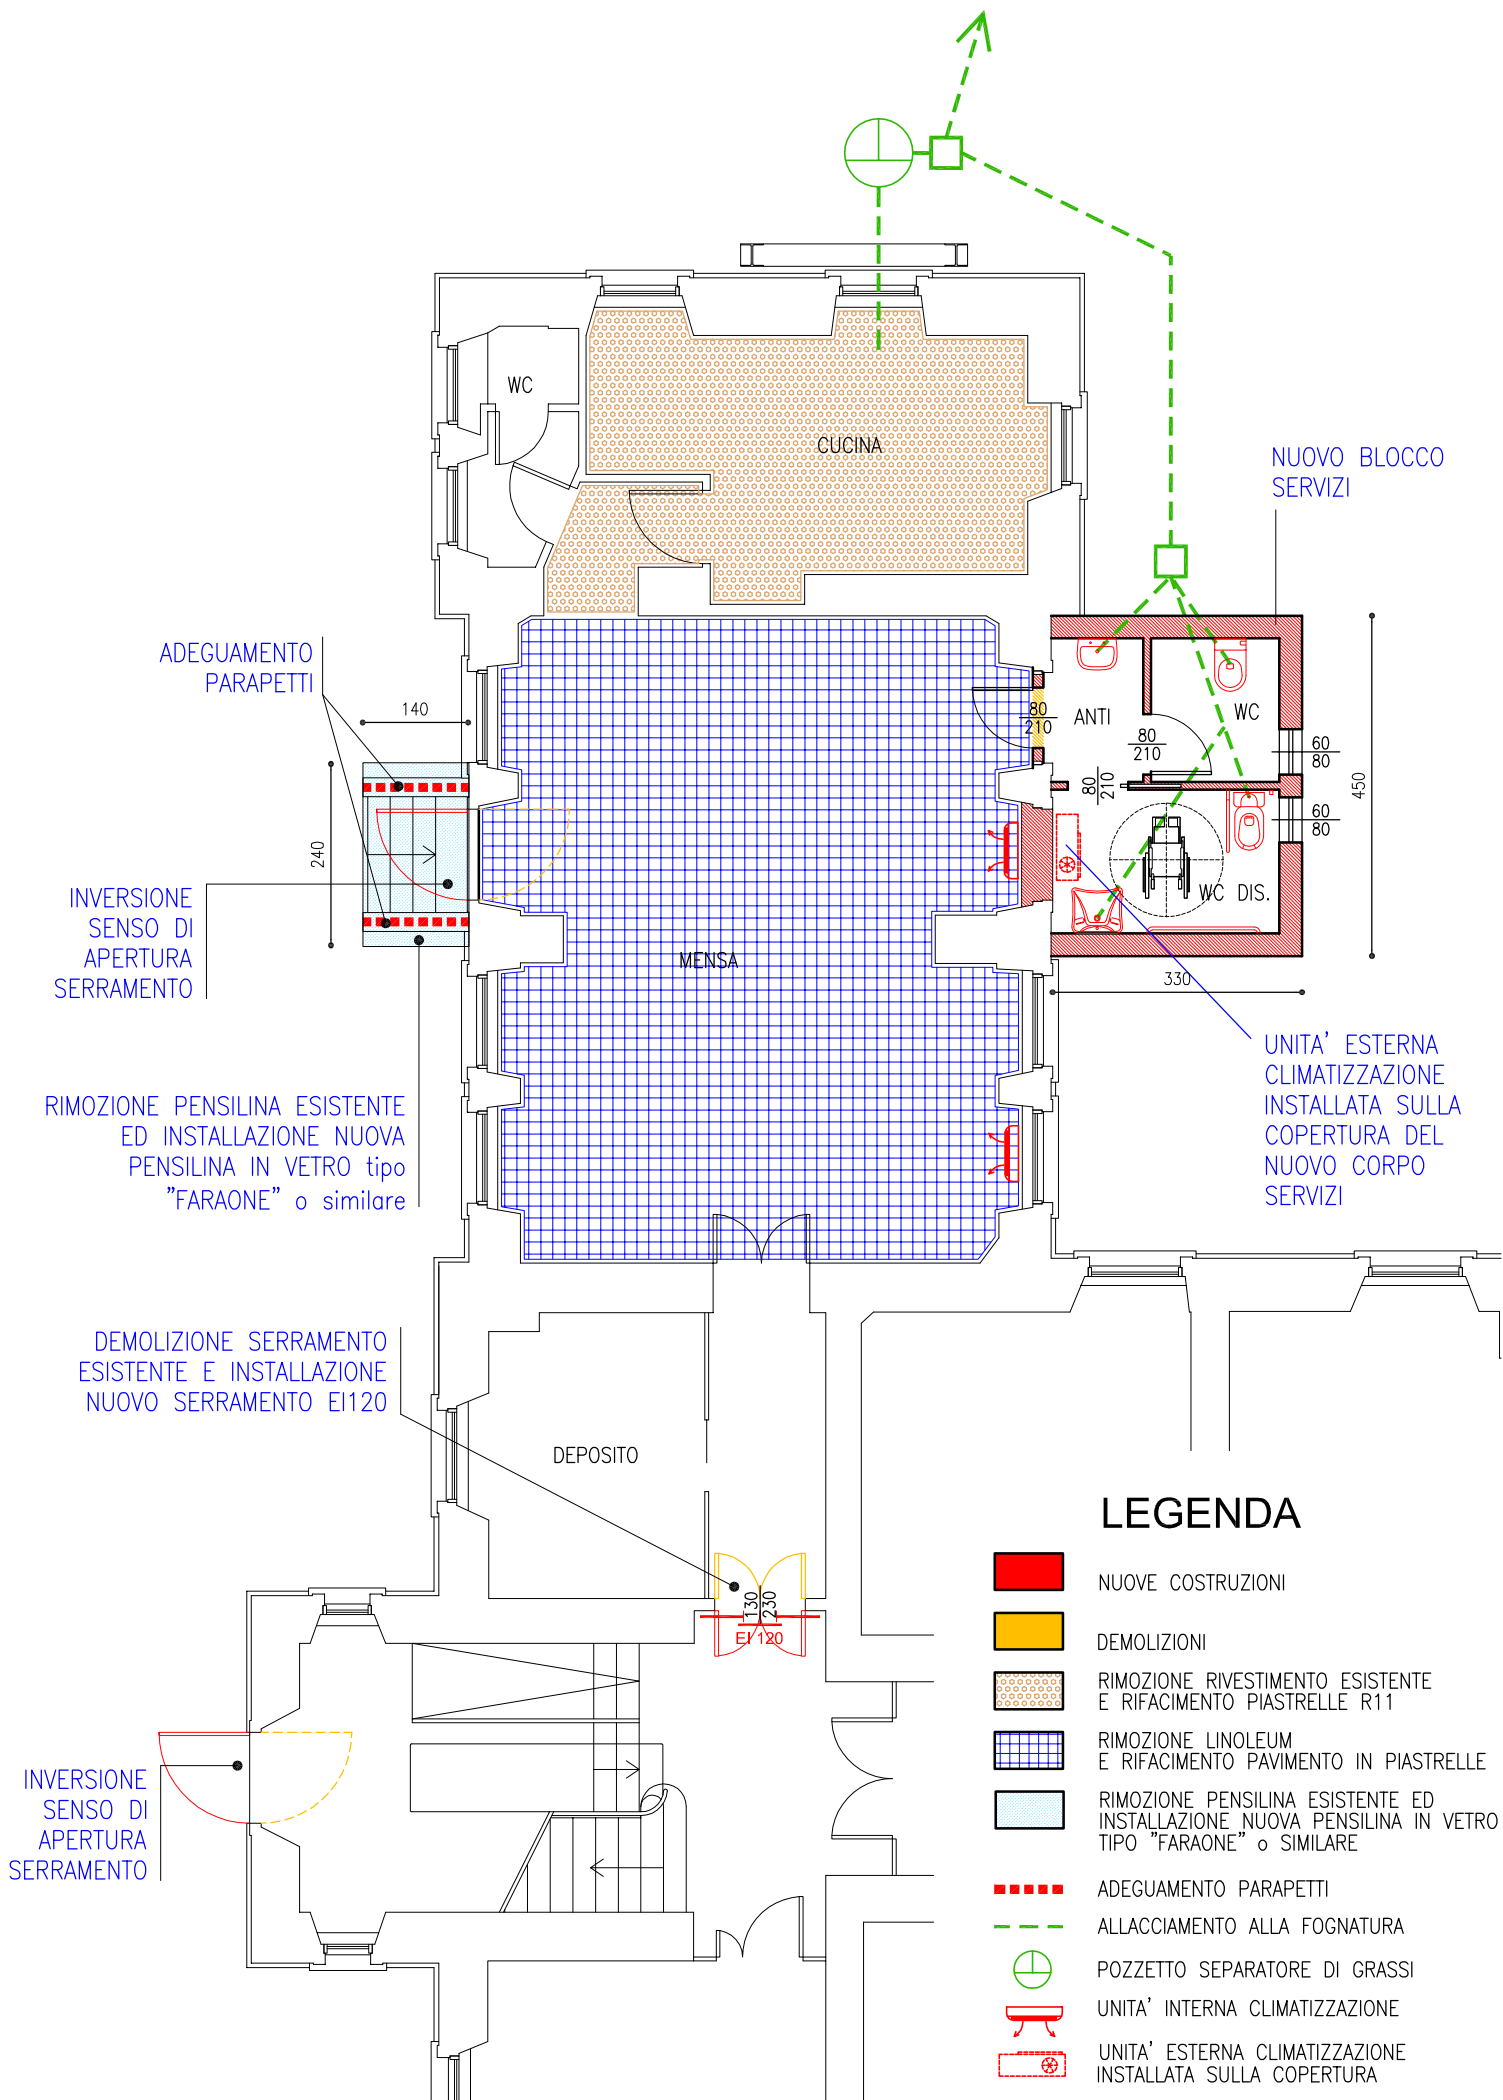 WC
CUCINA
NUOVO BLOCCO
SERVIZI
ADEGUAMENTO
PARAPETTI
140
240
80
210
ANTI
80
210
WC
60
80
80
210
60
80
450
WC DIS.
330
INVERSIONE
SENSO DI
APERTURA
SERRAMENTO
MENSA
UNITA' ESTERNA
CLIMATIZZAZIONE
INSTALLATA SULLA
COPERTURA DEL
NUOVO CORPO
SERVIZI
RIMOZIONE PENSILINA ESISTENTE
ED INSTALLAZIONE NUOVA
PENSILINA IN VETRO tipo
"FARAONE" o similare
DEMOLIZIONE SERRAMENTO
ESISTENTE E INSTALLAZIONE
NUOVO SERRAMENTO EI120
DEPOSITO
130
230
EI 120
INVERSIONE
SENSO DI
APERTURA
SERRAMENTO
LEGENDA
NUOVE COSTRUZIONI
DEMOLIZIONI
RIMOZIONE RIVESTIMENTO ESISTENTE
E RIFACIMENTO PIASTRELLE R11
RIMOZIONE LINOLEUM
E RIFACIMENTO PAVIMENTO IN PIASTRELLE
RIMOZIONE PENSILINA ESISTENTE ED
INSTALLAZIONE NUOVA PENSILINA IN VETRO
TIPO "FARAONE" o SIMILARE
ADEGUAMENTO PARAPETTI
ALLACCIAMENTO ALLA FOGNATURA
POZZETTO SEPARATORE DI GRASSI
UNITA' INTERNA CLIMATIZZAZIONE
UNITA' ESTERNA CLIMATIZZAZIONE
INSTALLATA SULLA COPERTURA